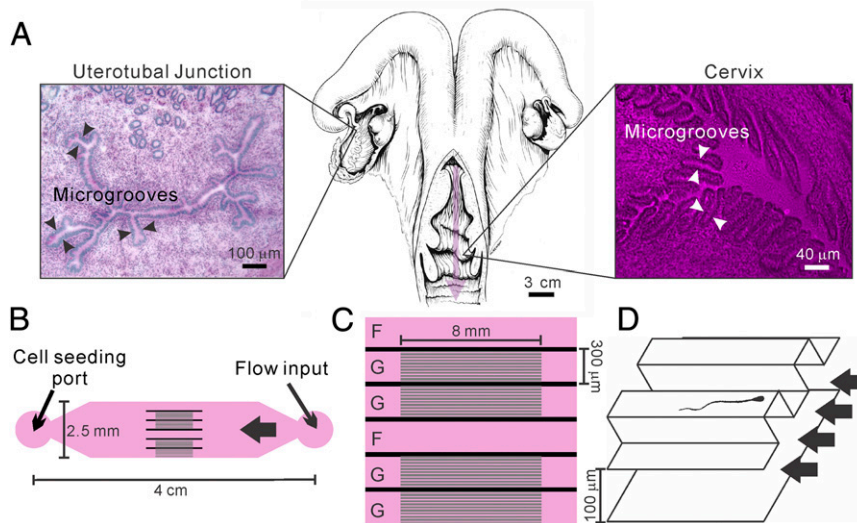 A
Uterotubal Junction
Microgrooves
100 μm
3 cm
Cervix
Microgrooves
40 μm
B
Cell seeding
port
Flow input
2.5 mm
4 cm
C
F
8 mm
G
300 μm
G
F
G
G
D
100 μm